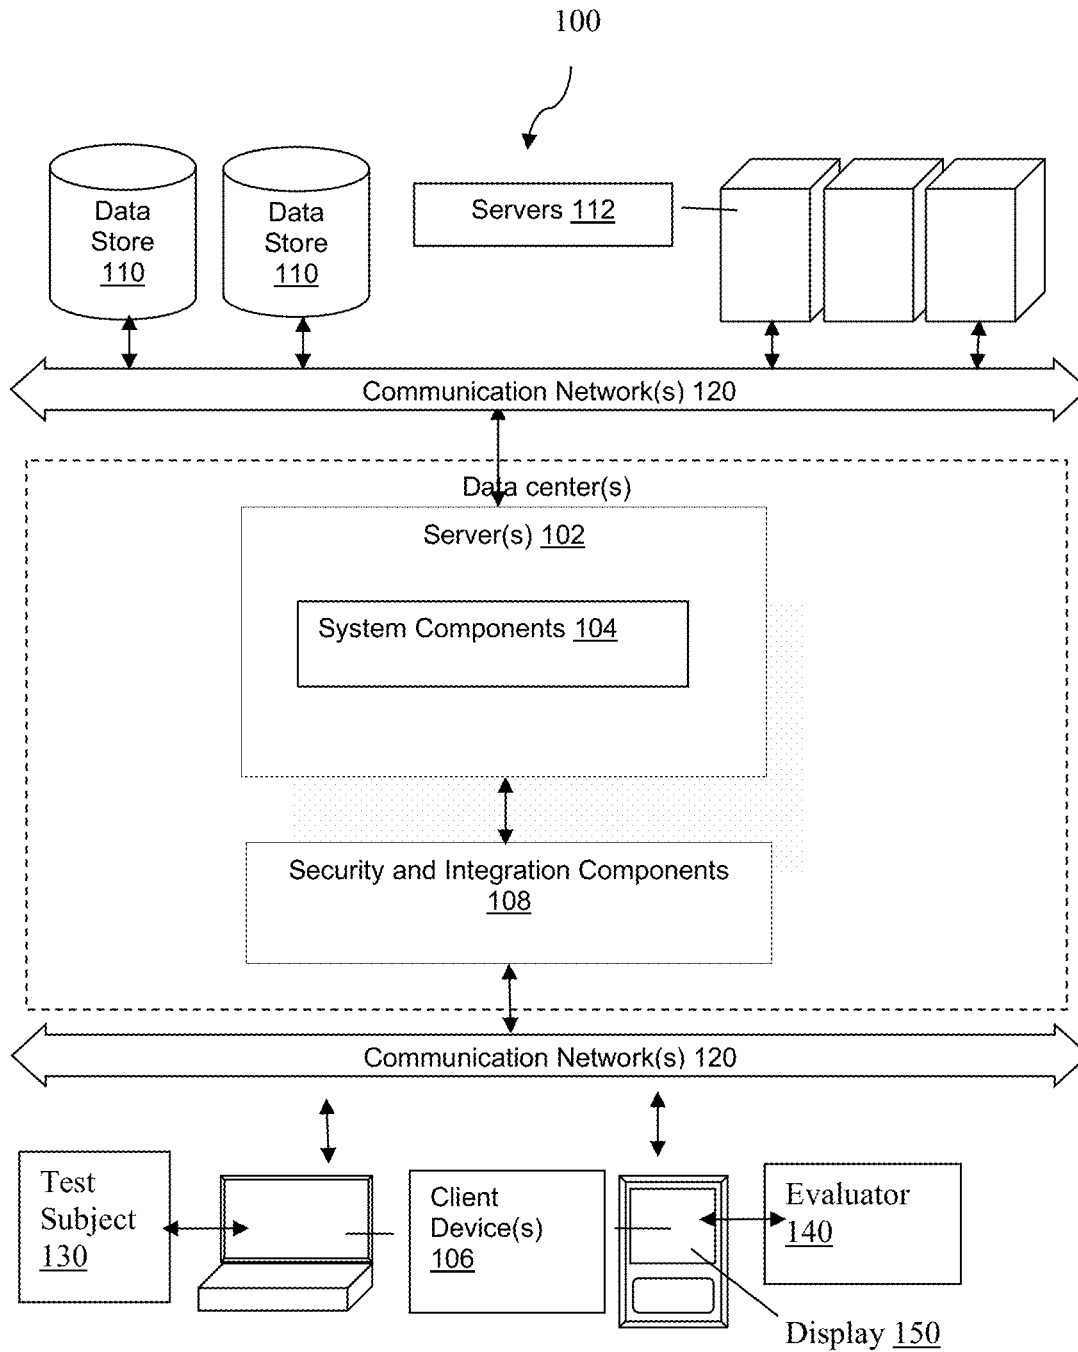 100
Data
Store
110
Data
Store
110
Servers 112
Communication Network(s) 120
Data center(s)
Server(s) 102
System Components 104
Security and Integration Components
108
Communication Network(s) 120
Test
Subject
130
Client
Device(s)
106
Evaluator
140
Display 150